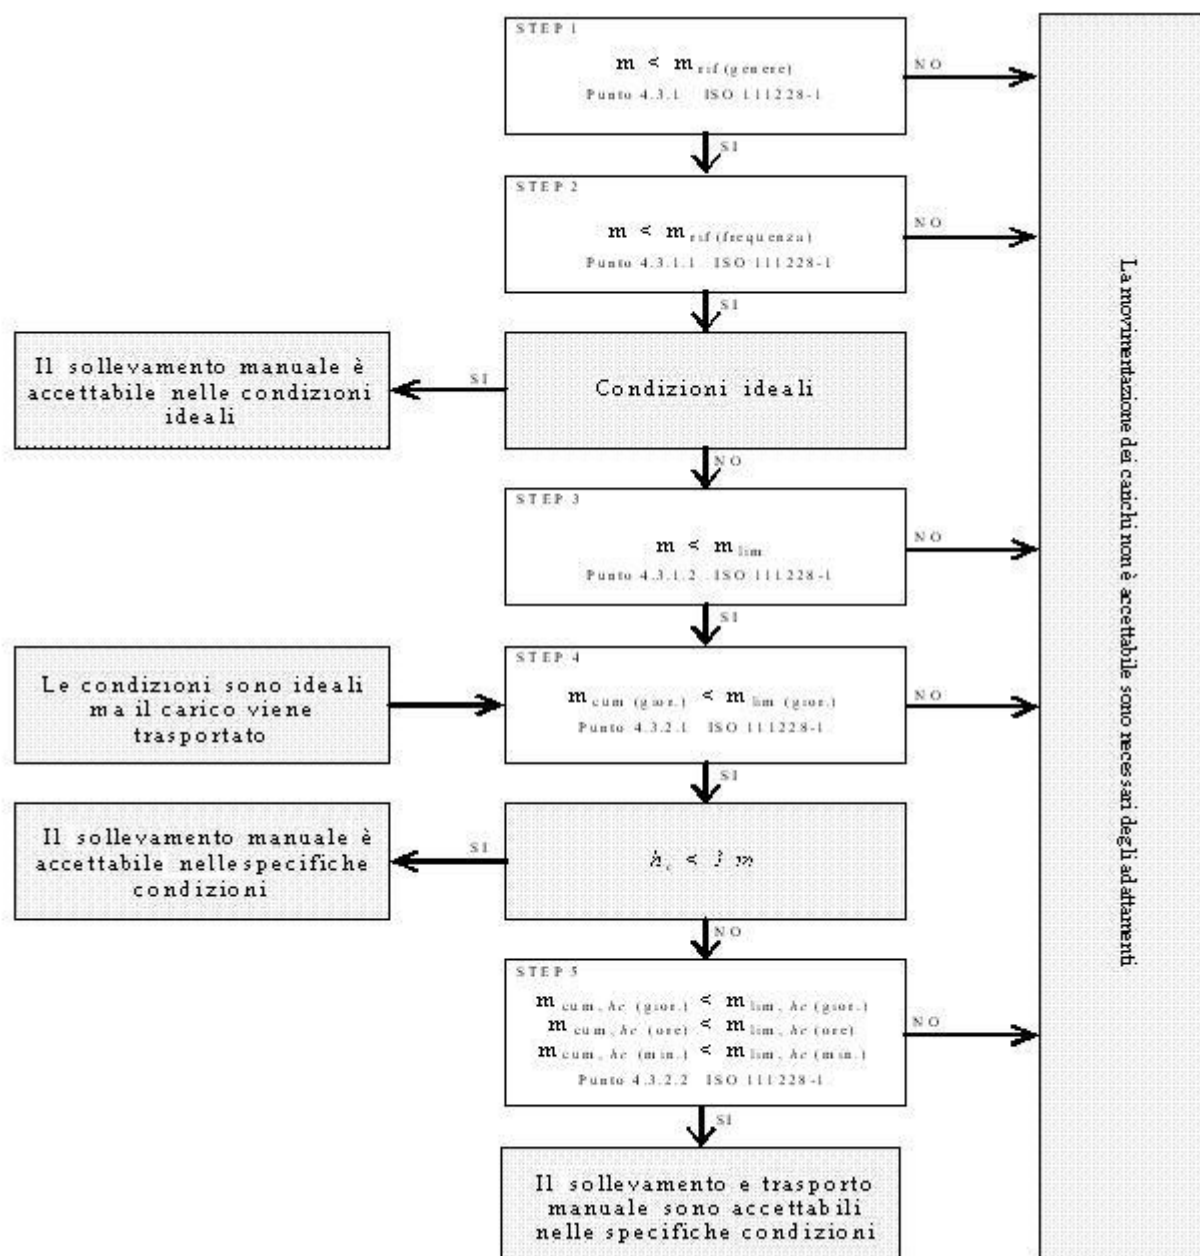 STEP 1
m < m rif (genere)
Punto 4.3.1 ISO 111228-1
NO
SI
STEP 2
m < m rif (frequenza)
Punto 4.3.1.1 ISO 111228-1
NO
SI
Il sollevamento manuale è
accettabile nelle condizioni
ideali
SI
Condizioni ideali
NO
STEP 3
m < m lim
Punto 4.3.1.2 ISO 111228-1
NO
SI
Le condizioni sono ideali
ma il carico viene
trasportato
STEP 4
m cum (gior.) < m lim (gior.)
Punto 4.3.2.1 ISO 111228-1
NO
SI
Il sollevamento manuale è
accettabile nelle specifiche
condizioni
SI
h c < m
NO
STEP 5
m cum, hc (gior.) < m lim, hc (gior.)
m cum, hc (ore) < m lim, hc (ore)
m cum, hc (min.) < m lim, hc (min.)
Punto 4.3.2.2 ISO 111228-1
NO
SI
Il sollevamento e trasporto
manuale sono accettabili
nelle specifiche condizioni
La movimentazione dei carichi non è accettabile sono necessari degli adattamenti